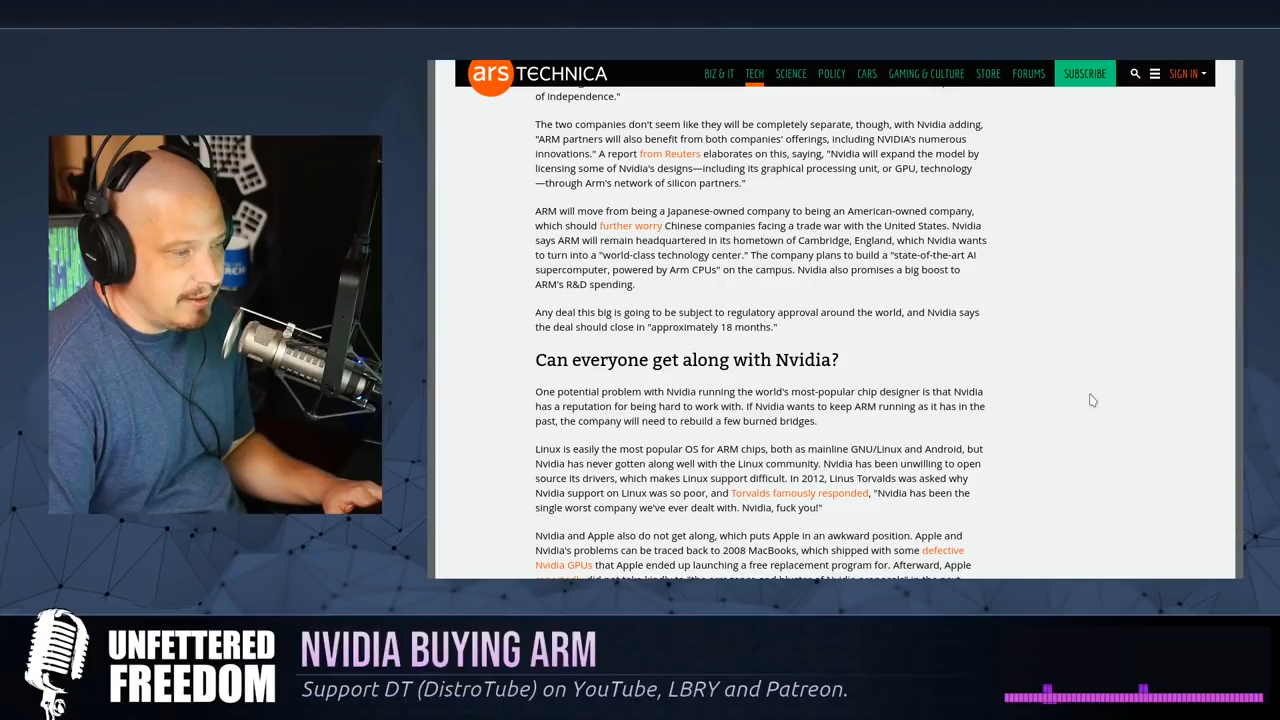 ars TECHNICA
BIZ & IT TECH SCIENCE POLICY CARS GAMING & CULTURE STORE FORUMS SUBSCRIBE SIGN IN
of independence."
The two companies don't seem like they will be completely separate, though, with Nvidia adding,
"ARM partners will also benefit from both companies' offerings, including NVIDIA's numerous
innovations." A report from Reuters elaborates on this, saying, "Nvidia will expand the model by
licensing some of Nvidia's designs—including its graphical processing unit, or GPU, technology
—through Arm's network of silicon partners."
ARM will move from being a Japanese-owned company to being an American-owned company,
which should further worry Chinese companies facing a trade war with the United States. Nvidia
says ARM will remain headquartered in its hometown of Cambridge, England, which Nvidia wants
to turn into a "world-class technology center." The company plans to build a "state-of-the-art AI
supercomputer, powered by Arm CPUs" on the campus. Nvidia also promises a big boost to
ARM's R&D spending.
Any deal this big is going to be subject to regulatory approval around the world, and Nvidia says
the deal should close in "approximately 18 months."
Can everyone get along with Nvidia?
One potential problem with Nvidia running the world's most-popular chip designer is that Nvidia
has a reputation for being hard to work with. If Nvidia wants to keep ARM running as it has in the
past, the company will need to rebuild a few burned bridges.
Linux is easily the most popular OS for ARM chips, both as mainline GNU/Linux and Android, but
Nvidia has never gotten along well with the Linux community. Nvidia has been unwilling to open
source its drivers, which makes Linux support difficult. In 2012, Linus Torvalds was asked why
Nvidia support on Linux was so poor, and Torvalds famously responded, "Nvidia has been the
single worst company we've ever dealt with. Nvidia, fuck you!"
Nvidia and Apple also do not get along, which puts Apple in an awkward position. Apple and
Nvidia's problems can be traced back to 2008 MacBooks, which shipped with some defective
Nvidia GPUs that Apple ended up launching a free replacement program for. Afterward, Apple
UNFETTERED
FREEDOM
NVIDIA BUYING ARM
Support DT (DistroTube) on YouTube, LBRY and Patreon.